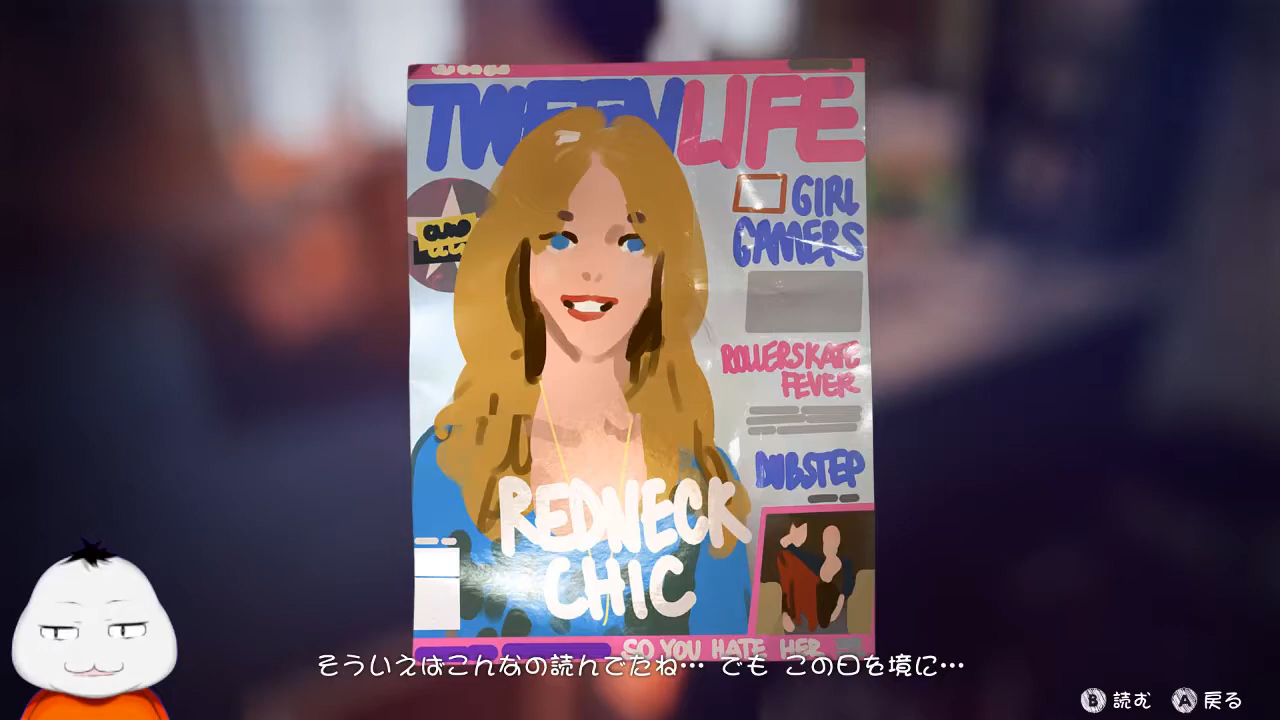 TWEEN LIFE
GIRL
GAMERS
ROLLERSKATE
FEVER
DUBSTEP
REDNECK
CHIC
SO YOU HATE HER
そういえばこんなの読んでたね… でも この日を境に…
B 読む A 戻る